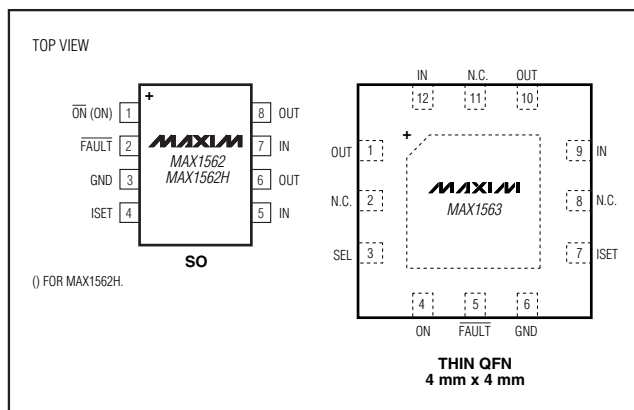 TOP VIEW
ON (ON) 1
FAULT 2
GND 3
ISET 4
+
MAXIM
MAX1562
MAX1562H
8 OUT
7 IN
6 OUT
5 IN
SO
() FOR MAX1562H.
IN N.C. OUT
12 11 10
OUT 1
N.C. 2
SEL 3
+
MAXIM
MAX1563
9 IN
8 N.C.
7 ISET
4 5 6
ON FAULT GND
THIN QFN
4 mm x 4 mm